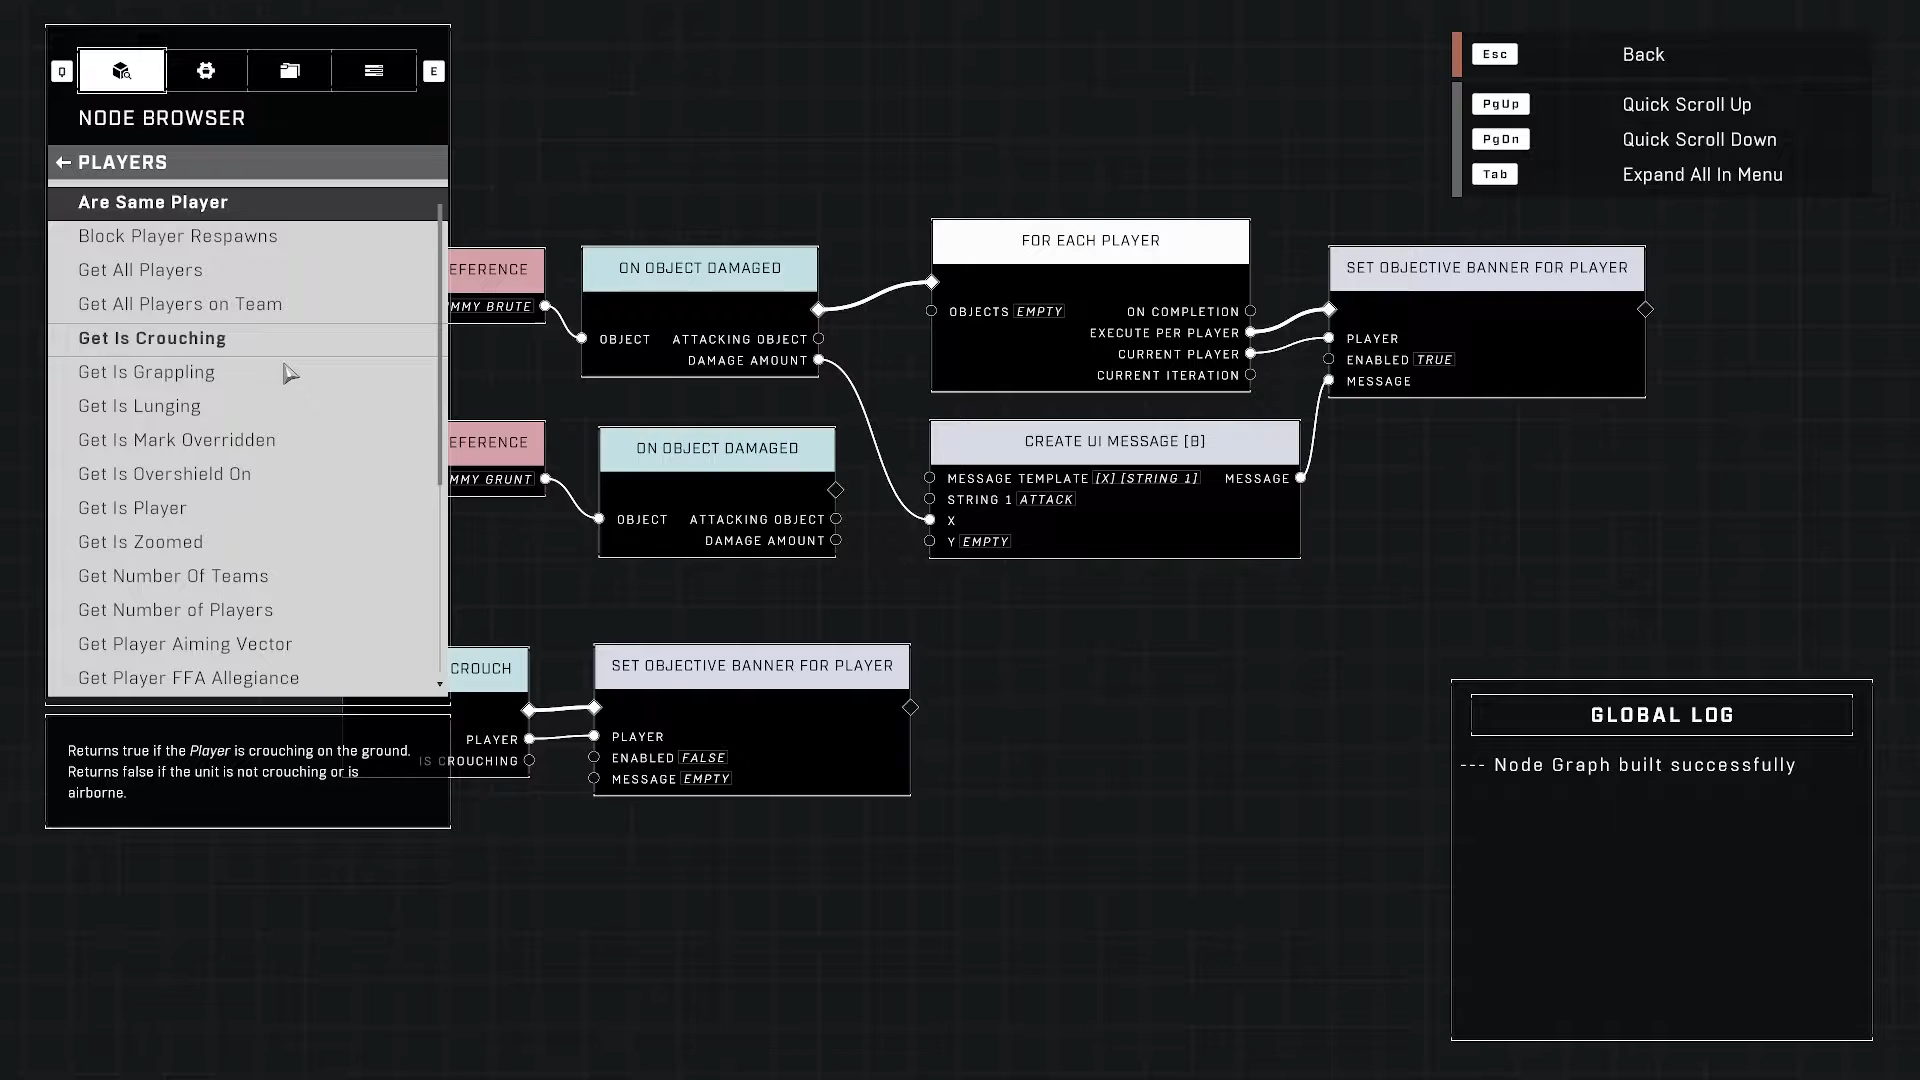 Q
E
NODE BROWSER
PLAYERS
Are Same Player
Block Player Respawns
Get All Players
Get All Players on Team
Get Is Crouching
Get Is Grappling
Get Is Lunging
Get Is Mark Overridden
Get Is Overshield On
Get Is Player
Get Is Zoomed
Get Number Of Teams
Get Number of Players
Get Player Aiming Vector
Get Player FFA Allegiance
Returns true if the Player is crouching on the ground.
Returns false if the unit is not crouching or is
airborne.
EFERENCE
MMY BRUTE
ON OBJECT DAMAGED
OBJECT
ATTACKING OBJECT
DAMAGE AMOUNT
FOR EACH PLAYER
OBJECTS EMPTY
ON COMPLETION
EXECUTE PER PLAYER
CURRENT PLAYER
CURRENT ITERATION
SET OBJECTIVE BANNER FOR PLAYER
PLAYER
ENABLED TRUE
MESSAGE
EFERENCE
MMY GRUNT
ON OBJECT DAMAGED
OBJECT
ATTACKING OBJECT
DAMAGE AMOUNT
CREATE UI MESSAGE [B]
MESSAGE TEMPLATE [X] [STRING 1]
MESSAGE
STRING 1 ATTACK
X
Y EMPTY
CROUCH
PLAYER
IS CROUCHING
SET OBJECTIVE BANNER FOR PLAYER
PLAYER
ENABLED FALSE
MESSAGE EMPTY
Esc Back
PgUp Quick Scroll Up
PgDn Quick Scroll Down
Tab Expand All In Menu
GLOBAL LOG
--- Node Graph built successfully